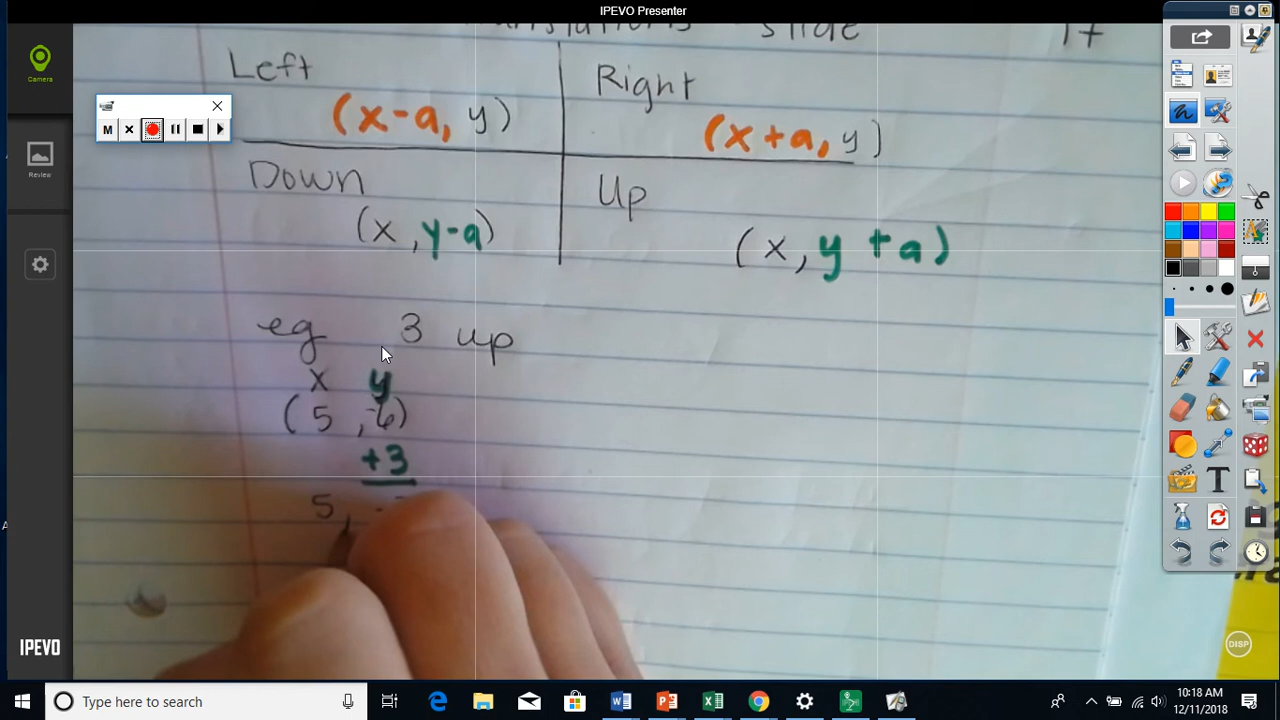 IPEVO Presenter
Camera
Review
IPEVO
M
slide 17
Left
(x-a, y)
Right
(x+a, y)
Down
(x, y-a)
Up
(x, y+a)
eg 3 up
x y
(5, -6)
+3
5, -
T
DISP
Type here to search
10:18 AM
12/11/2018